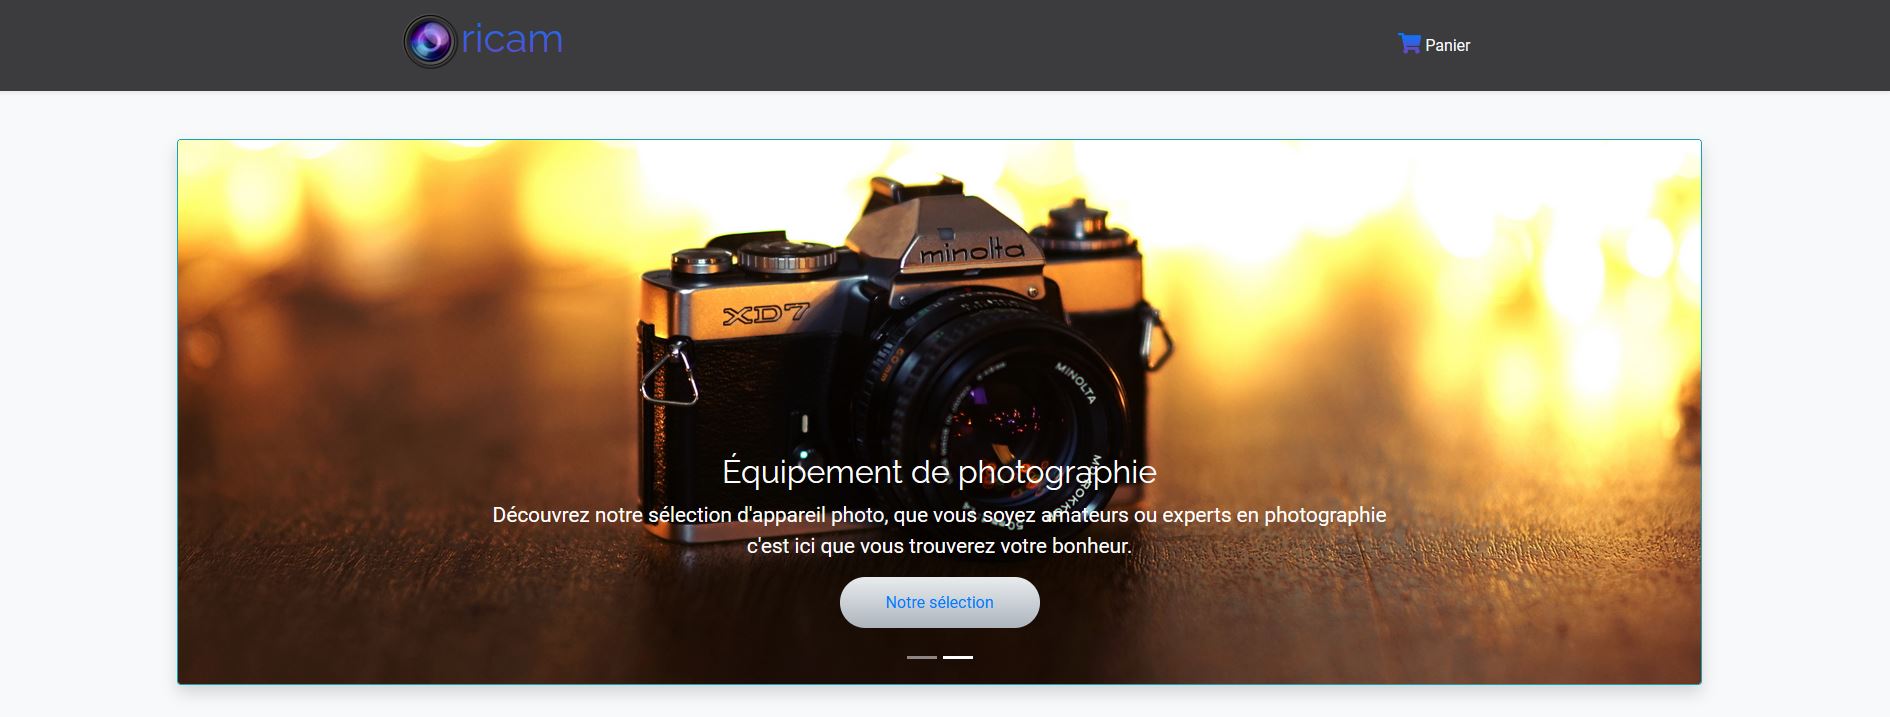 ricam
Panier
minolta
XD7
50mm
MINOLTA
Équipement de photographie
Découvrez notre sélection d'appareil photo, que vous soyez amateurs ou experts en photographie
c'est ici que vous trouverez votre bonheur.
Notre sélection